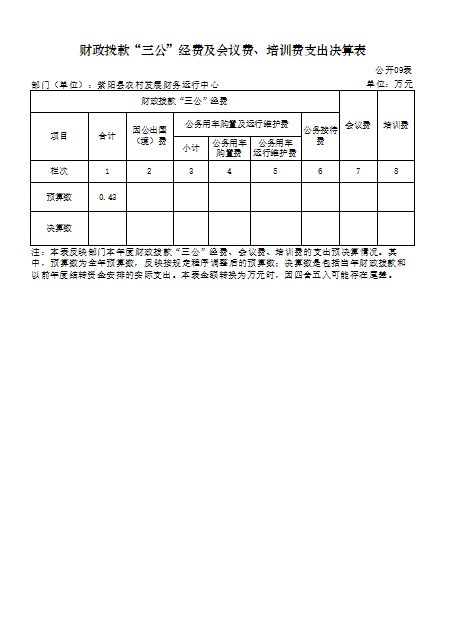 财政拨款“三公”经费及会议费、培训费支出决算表
公开09表
部门（单位）：紫阳县农村发展财务运行中心
单位：万元
财政拨款“三公”经费
项目
合计
因公出国
（境）费
公务用车购置及运行维护费
小计
公务用车
购置费
公务用车
运行维护费
公务接待
费
会议费
培训费
栏次 1 2 3 4 5 6 7 8
预算数 0.43
决算数
注：本表反映部门本年度财政拨款“三公”经费、会议费、培训费的支出预决算情况。其
中，预算数为全年预算数，反映按规定程序调整后的预算数；决算数是包括当年财政拨款和
以前年度结转资金安排的实际支出。本表金额转换为万元时，因四舍五入可能存在尾差。